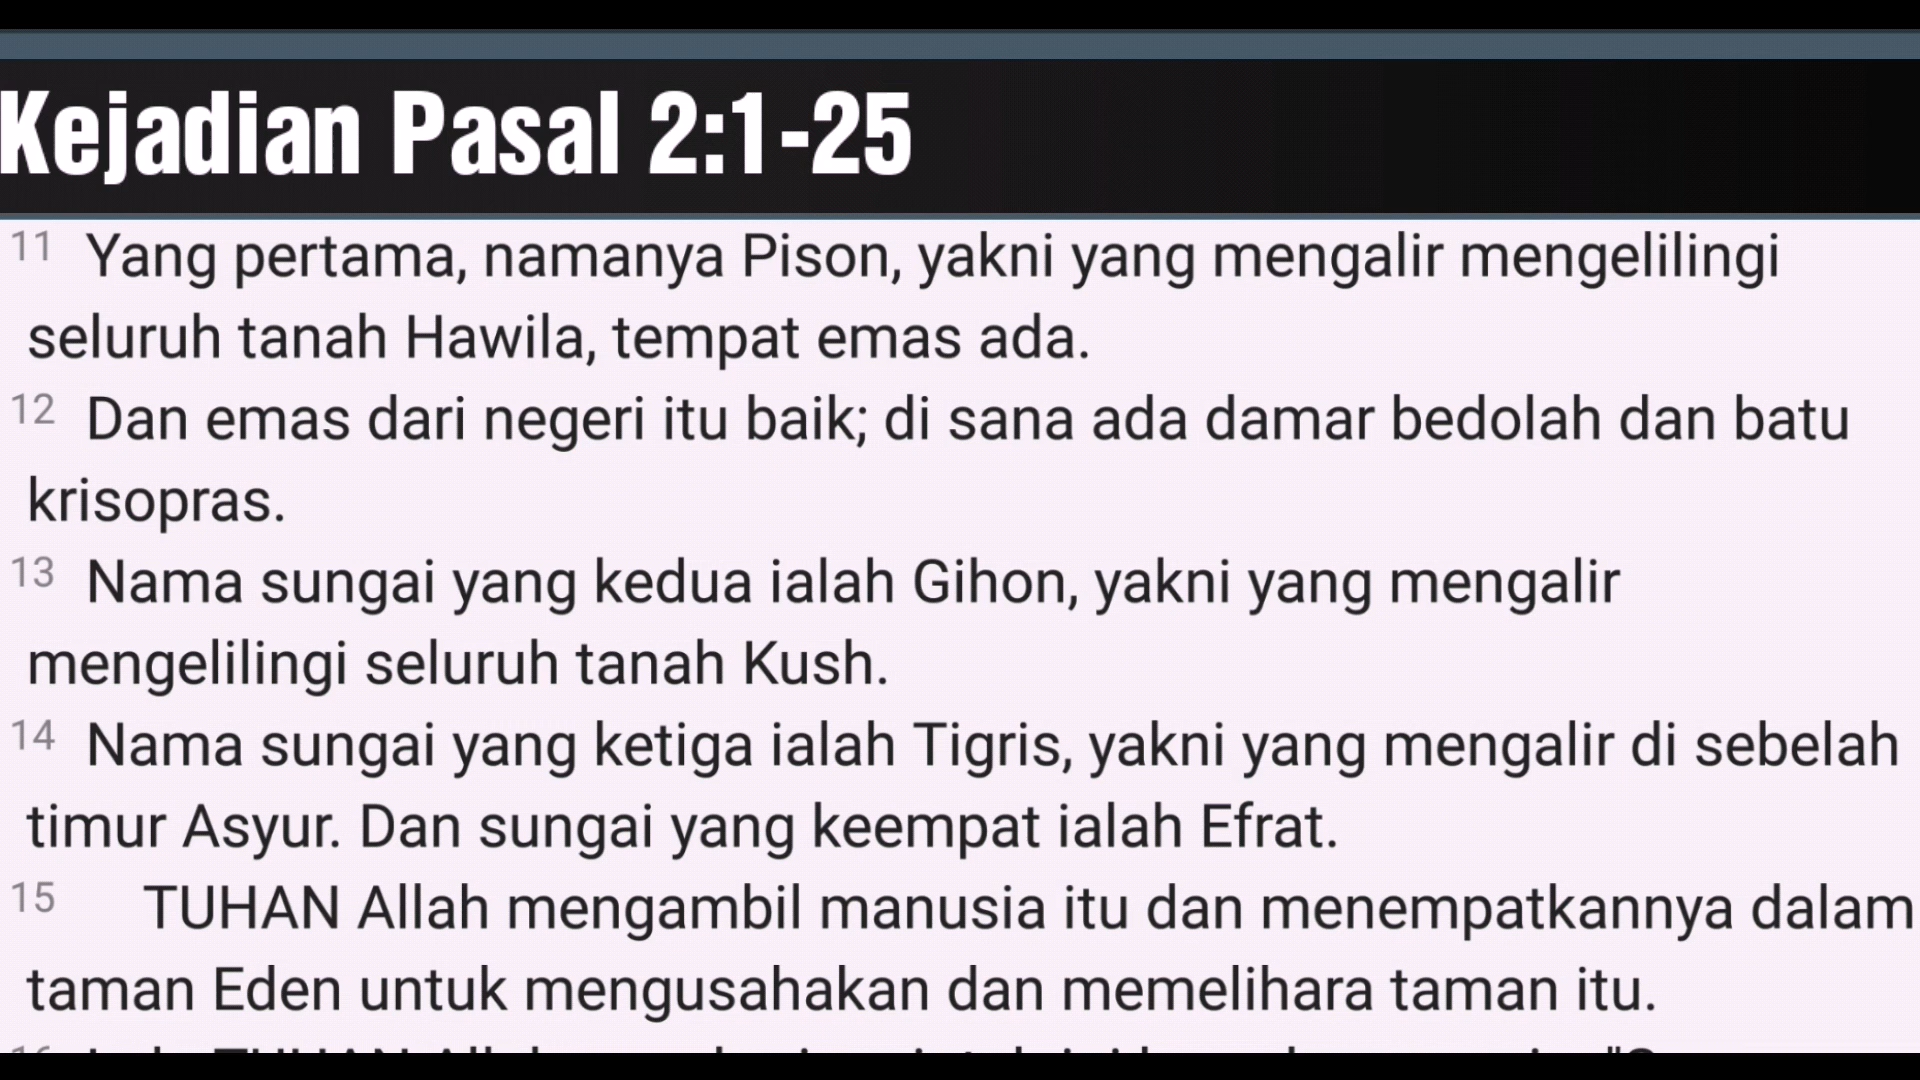 Kejadian Pasal 2:1-25
11 Yang pertama, namanya Pison, yakni yang mengalir mengelilingi
seluruh tanah Hawila, tempat emas ada.
12 Dan emas dari negeri itu baik; di sana ada damar bedolah dan batu
krisopras.
13 Nama sungai yang kedua ialah Gihon, yakni yang mengalir
mengelilingi seluruh tanah Kush.
14 Nama sungai yang ketiga ialah Tigris, yakni yang mengalir di sebelah
timur Asyur. Dan sungai yang keempat ialah Efrat.
15 TUHAN Allah mengambil manusia itu dan menempatkannya dalam
taman Eden untuk mengusahakan dan memelihara taman itu.